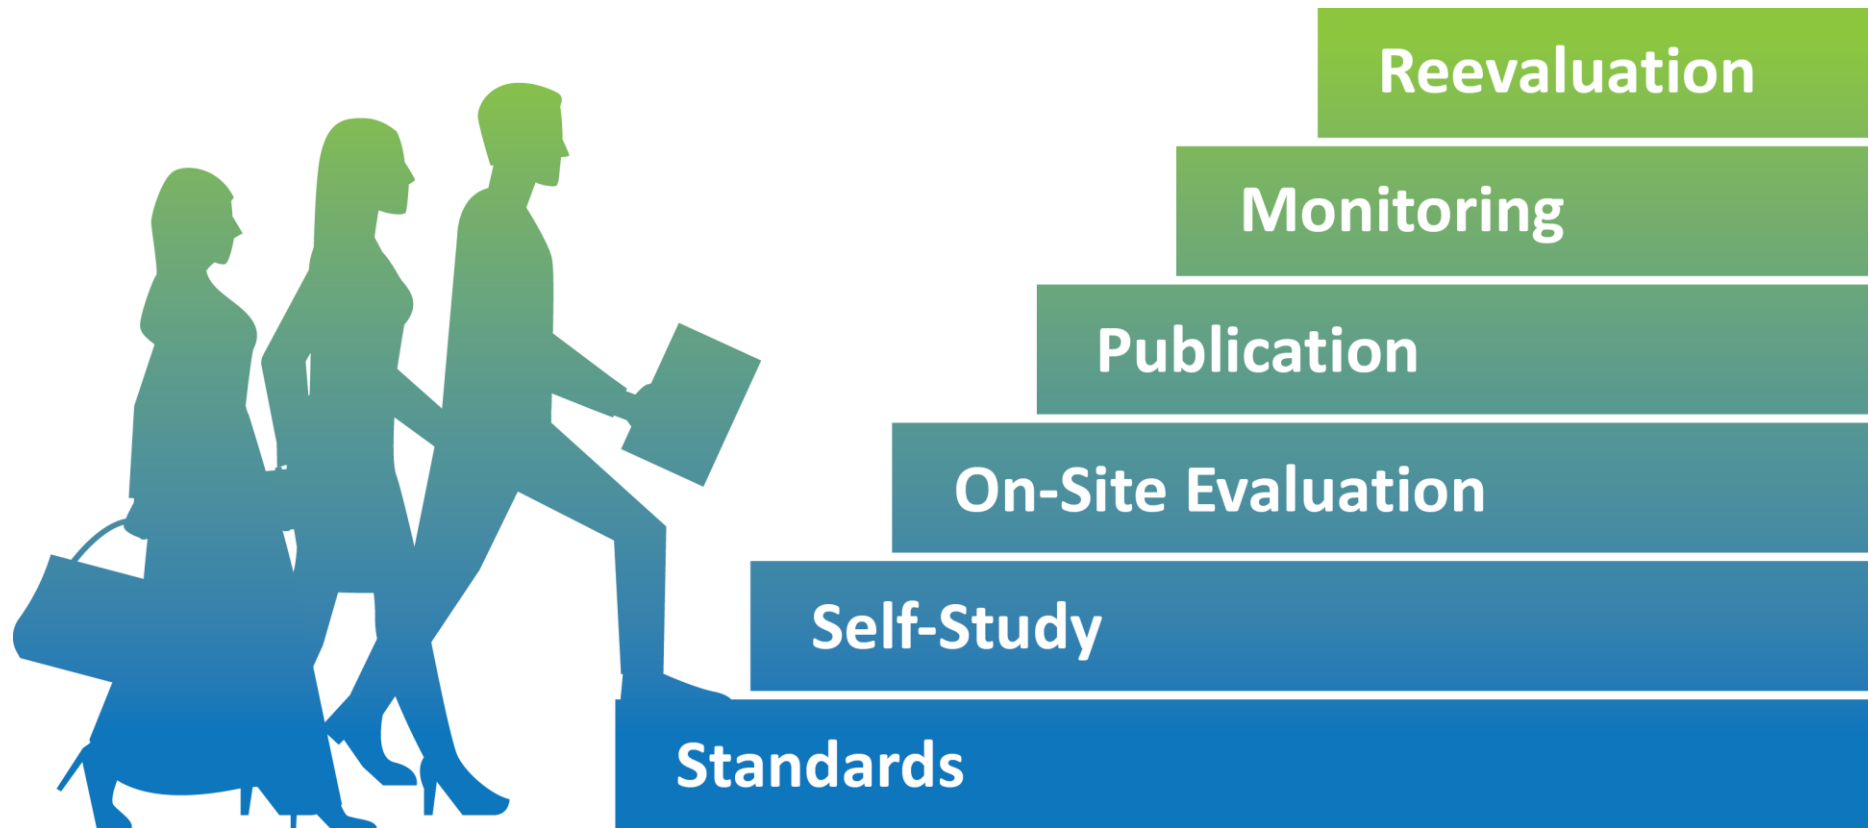 Reevaluation
Monitoring
Publication
On-Site Evaluation
Self-Study
Standards